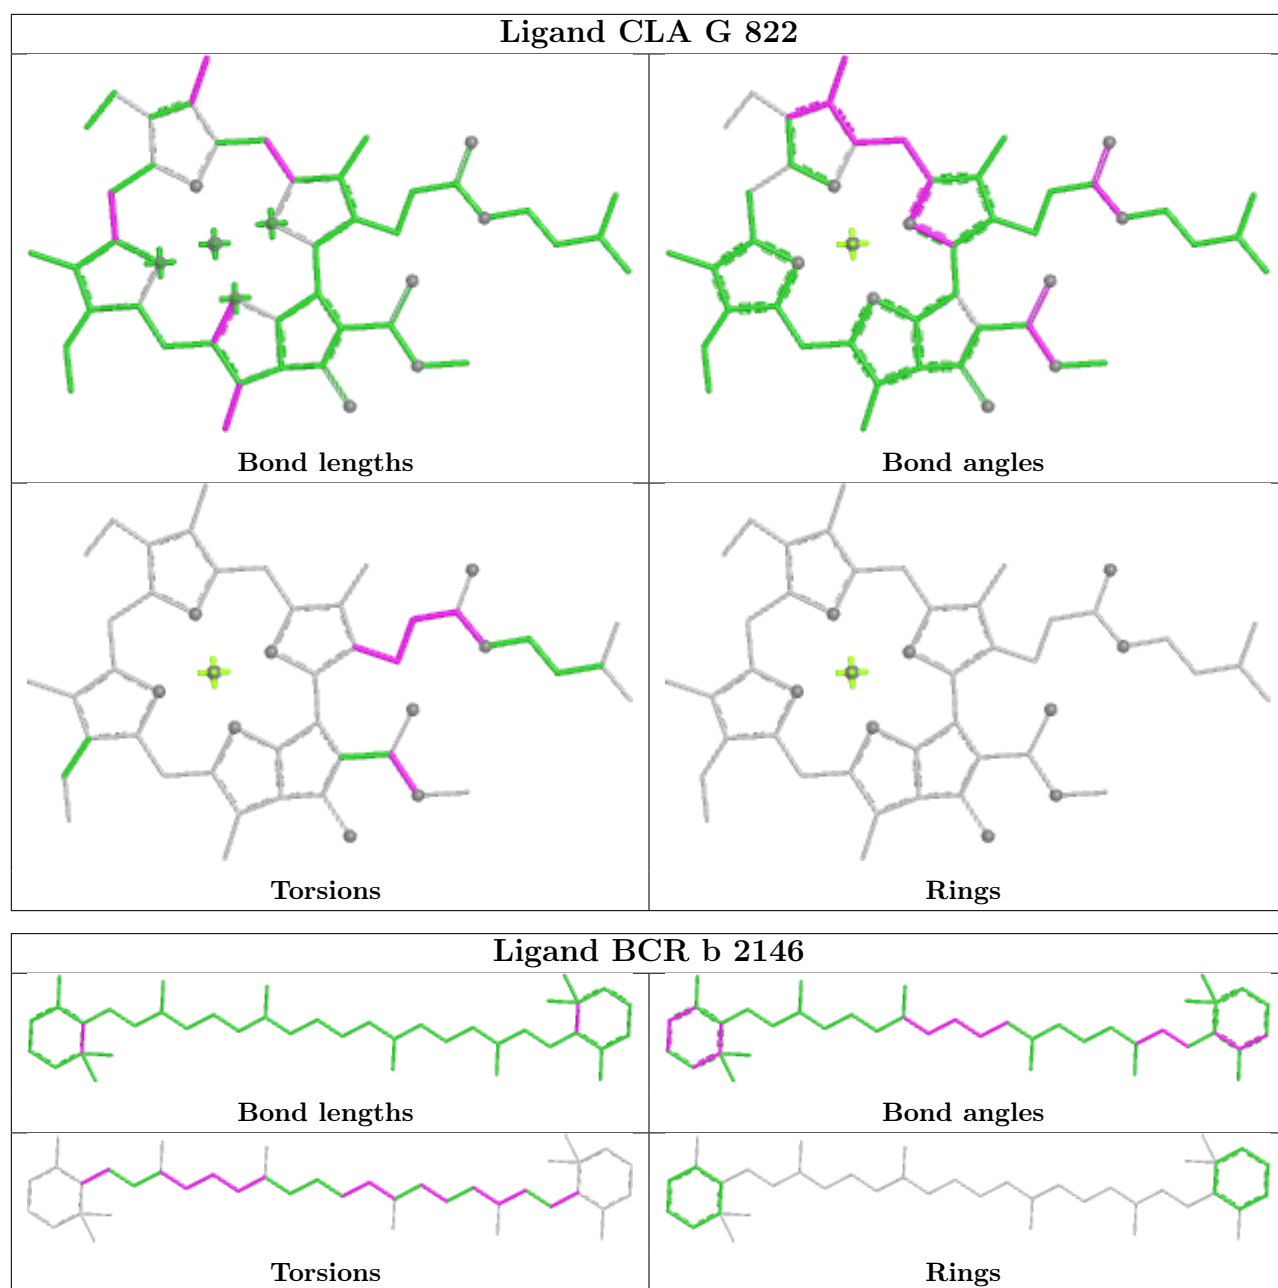 Ligand CLA G 822
Bond lengths
Bond angles
Torsions
Rings
Ligand BCR b 2146
Bond lengths
Bond angles
Torsions
Rings